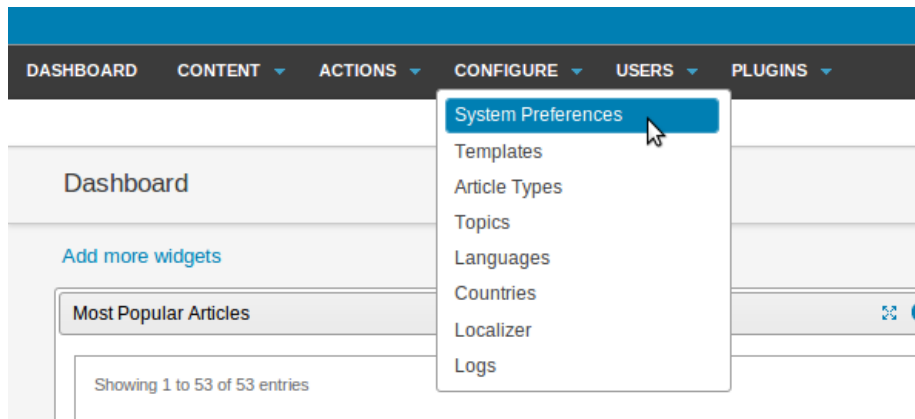 DASHBOARD CONTENT ACTIONS CONFIGURE USERS PLUGINS
System Preferences
Templates
Article Types
Topics
Languages
Countries
Localizer
Logs
Dashboard
Add more widgets
Most Popular Articles
Showing 1 to 53 of 53 entries